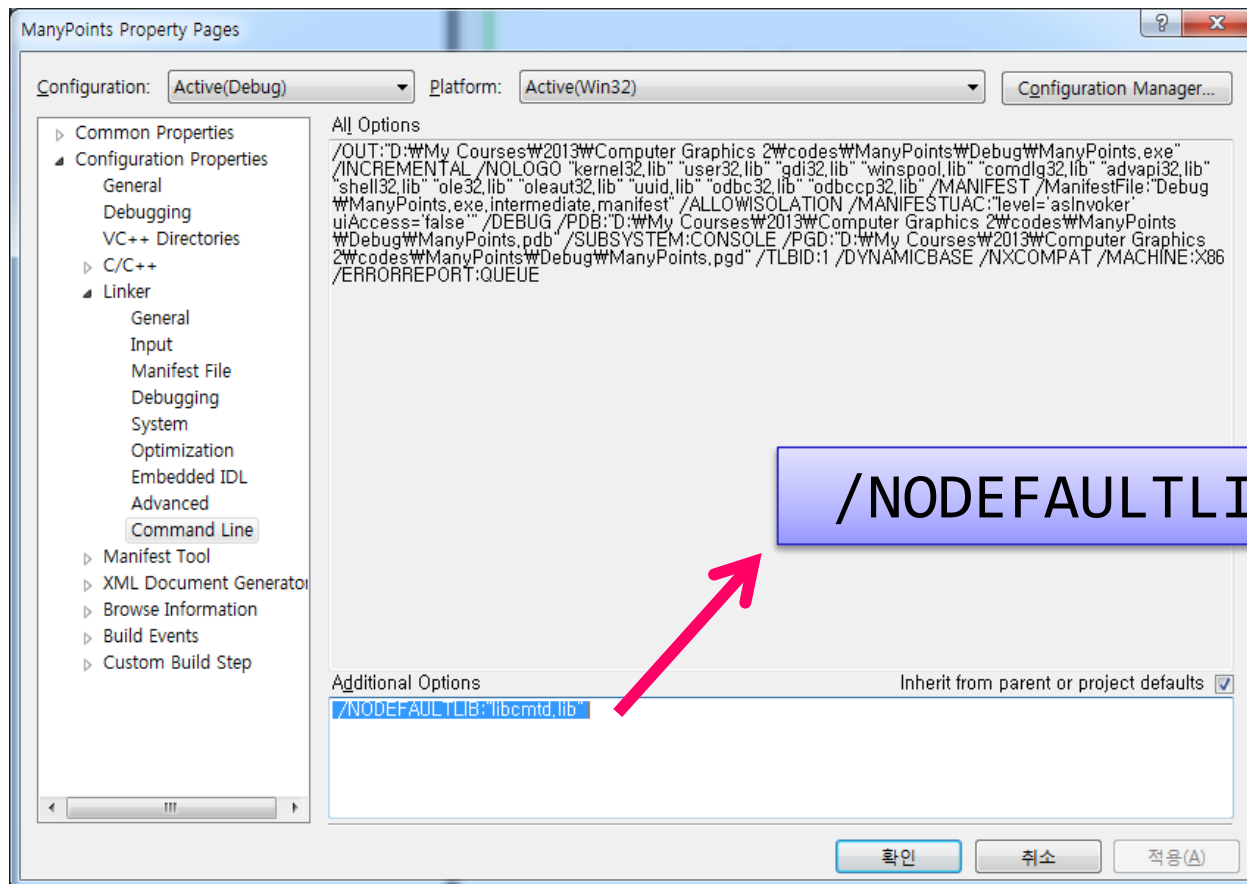 ManyPoints Property Pages
Configuration: Active(Debug) Platform: Active(Win32) Configuration Manager...
Common Properties
Configuration Properties
General
Debugging
VC++ Directories
C/C++
Linker
General
Input
Manifest File
Debugging
System
Optimization
Embedded IDL
Advanced
Command Line
Manifest Tool
XML Document Generator
Browse Information
Build Events
Custom Build Step
All Options
/OUT:"D:₩My Courses₩2013₩Computer Graphics 2₩codes₩ManyPoints₩Debug₩ManyPoints.exe"
/INCREMENTAL /NOLOGO "kernel32.lib" "user32.lib" "gdi32.lib" "winspool.lib" "comdlg32.lib" "advapi32.lib"
"shell32.lib" "ole32.lib" "oleaut32.lib" "uuid.lib" "odbc32.lib" "odbccp32.lib" /MANIFEST /ManifestFile:"Debug
₩ManyPoints.exe.intermediate.manifest" /ALLOWISOLATION /MANIFESTUAC:"level='asInvoker'
uiAccess='false'" /DEBUG /PDB:"D:₩My Courses₩2013₩Computer Graphics 2₩codes₩ManyPoints
₩Debug₩ManyPoints.pdb" /SUBSYSTEM:CONSOLE /PGD:"D:₩My Courses₩2013₩Computer Graphics
2₩codes₩ManyPoints₩Debug₩ManyPoints.pgd" /TLBID:1 /DYNAMICBASE /NXCOMPAT /MACHINE:X86
/ERRORREPORT:QUEUE
/NODEFAULTLI
Additional Options Inherit from parent or project defaults
/NODEFAULTLIB:"libcmtd.lib"
확인 취소 적용(A)